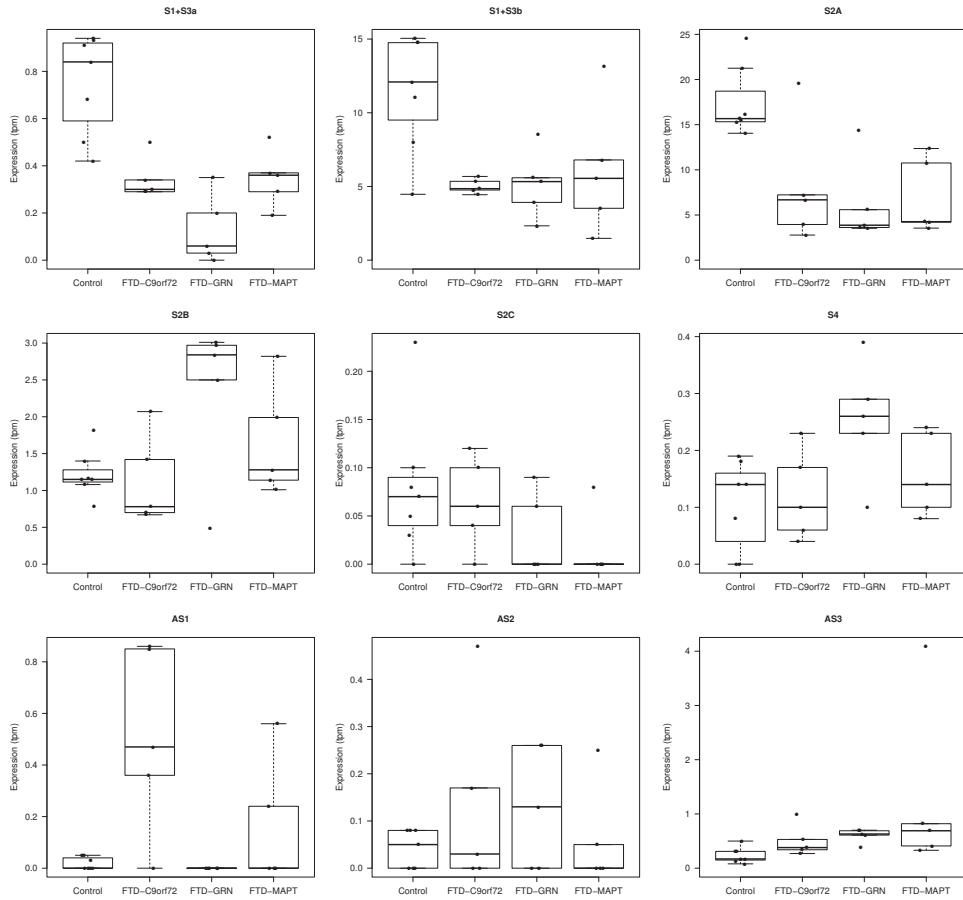 S1+S3a
Expression (tpm)
0.8
0.6
0.4
0.2
0.0
Control FTD−C9orf72 FTD−GRN FTD−MAPT
S1+S3b
Expression (tpm)
15
10
5
0
Control FTD−C9orf72 FTD−GRN FTD−MAPT
S2A
Expression (tpm)
25
20
15
10
5
0
Control FTD−C9orf72 FTD−GRN FTD−MAPT
S2B
Expression (tpm)
3.0
2.5
2.0
1.5
1.0
0.5
0.0
Control FTD−C9orf72 FTD−GRN FTD−MAPT
S2C
Expression (tpm)
0.20
0.15
0.10
0.05
0.00
Control FTD−C9orf72 FTD−GRN FTD−MAPT
S4
Expression (tpm)
0.4
0.3
0.2
0.1
0.0
Control FTD−C9orf72 FTD−GRN FTD−MAPT
AS1
Expression (tpm)
0.8
0.6
0.4
0.2
0.0
Control FTD−C9orf72 FTD−GRN FTD−MAPT
AS2
Expression (tpm)
0.4
0.3
0.2
0.1
0.0
Control FTD−C9orf72 FTD−GRN FTD−MAPT
AS3
Expression (tpm)
4
3
2
1
0
Control FTD−C9orf72 FTD−GRN FTD−MAPT